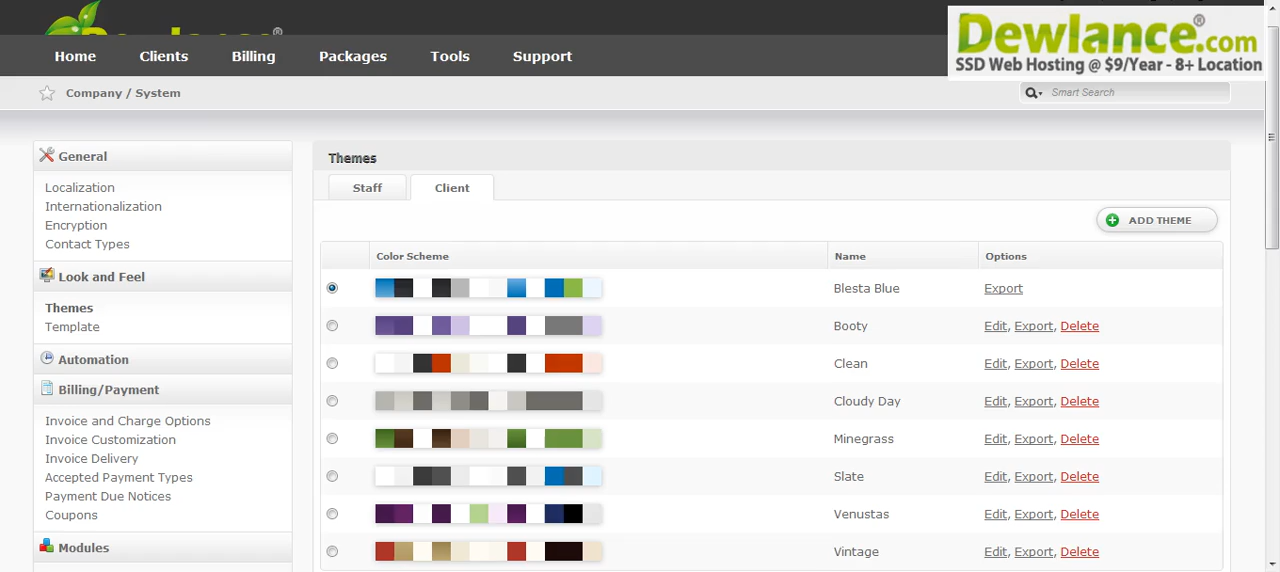 Dewlance®.com
SSD Web Hosting @ $9/Year - 8+ Location
Home Clients Billing Packages Tools Support
Company / System
Smart Search
General
Localization
Internationalization
Encryption
Contact Types
Look and Feel
Themes
Template
Automation
Billing/Payment
Invoice and Charge Options
Invoice Customization
Invoice Delivery
Accepted Payment Types
Payment Due Notices
Coupons
Modules
Themes
Staff Client
ADD THEME
Color Scheme Name Options
Blesta Blue Export
Booty Edit, Export, Delete
Clean Edit, Export, Delete
Cloudy Day Edit, Export, Delete
Minegrass Edit, Export, Delete
Slate Edit, Export, Delete
Venustas Edit, Export, Delete
Vintage Edit, Export, Delete